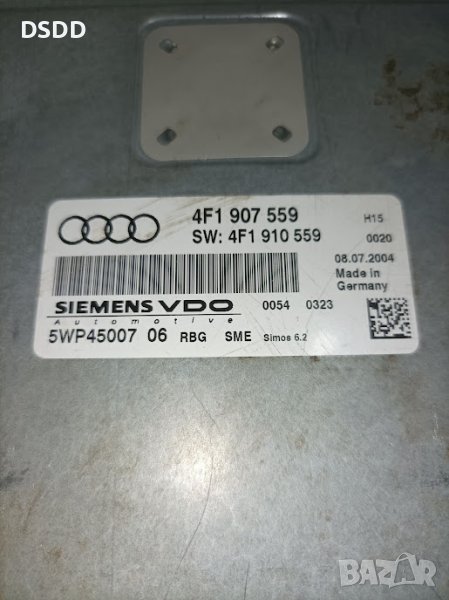 DSDD
4F1 907 559 H15
SW: 4F1 910 559 0020
08.07.2004
Made in
Germany
SIEMENS VDO 0054 0323
Automotive
5WP45007 06 RBG SME Simos 6.2
BAZAR